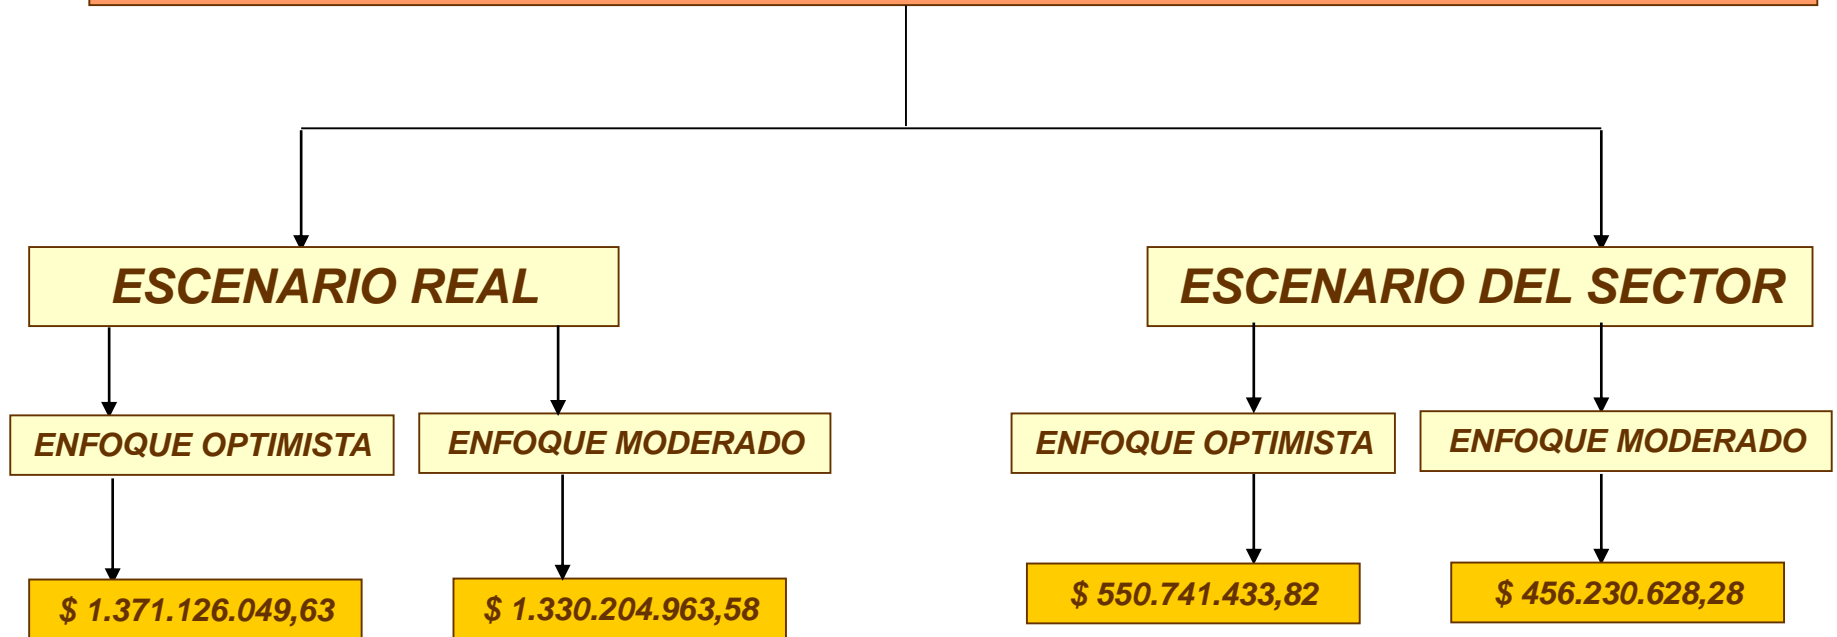 ESCENARIO REAL
ESCENARIO DEL SECTOR
ENFOQUE OPTIMISTA
ENFOQUE MODERADO
ENFOQUE OPTIMISTA
ENFOQUE MODERADO
$ 1.371.126.049,63
$ 1.330.204.963,58
$ 550.741.433,82
$ 456.230.628,28